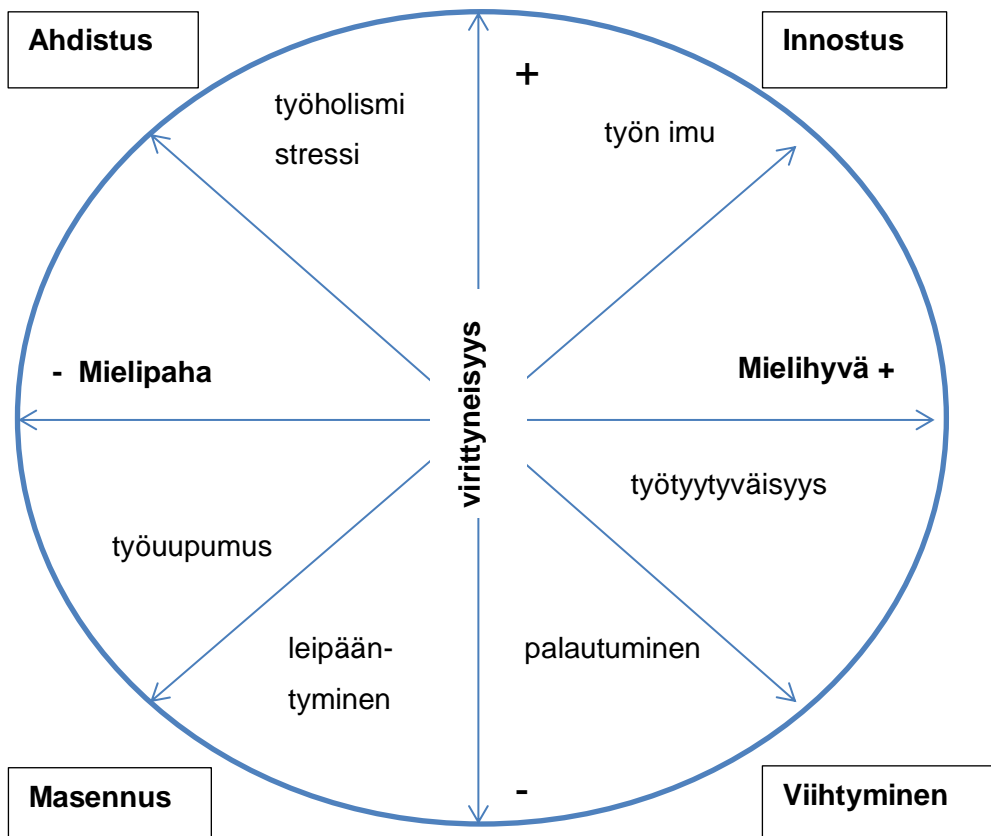 Ahdistus
Innostus
+
työholismi
stressi
työn imu
- Mielipaha
Mielihyvä +
virittyneisyys
työtyytyväisyys
työuupumus
leipään-
tyminen
palautuminen
-
Masennus
Viihtyminen